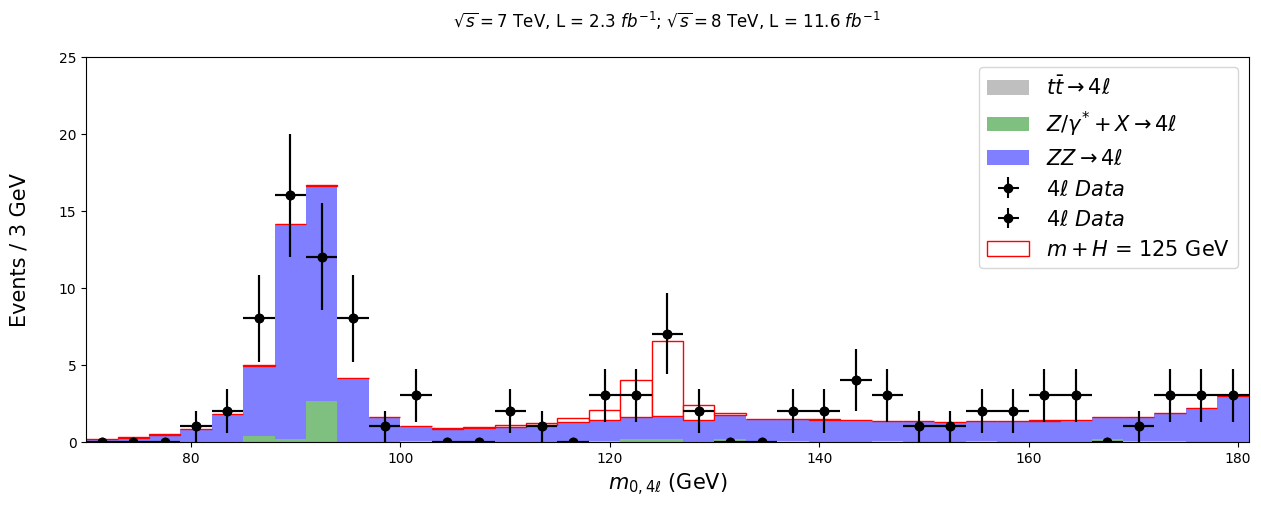 √s = 7 TeV, L = 2.3 fb⁻¹; √s = 8 TeV, L = 11.6 fb⁻¹
25
20
15
10
5
0
Events / 3 GeV
tt̄ → 4ℓ
Z/γ* + X → 4ℓ
ZZ → 4ℓ
4ℓ Data
4ℓ Data
m + H = 125 GeV
80 100 120 140 160 180
m₀,₄ℓ (GeV)